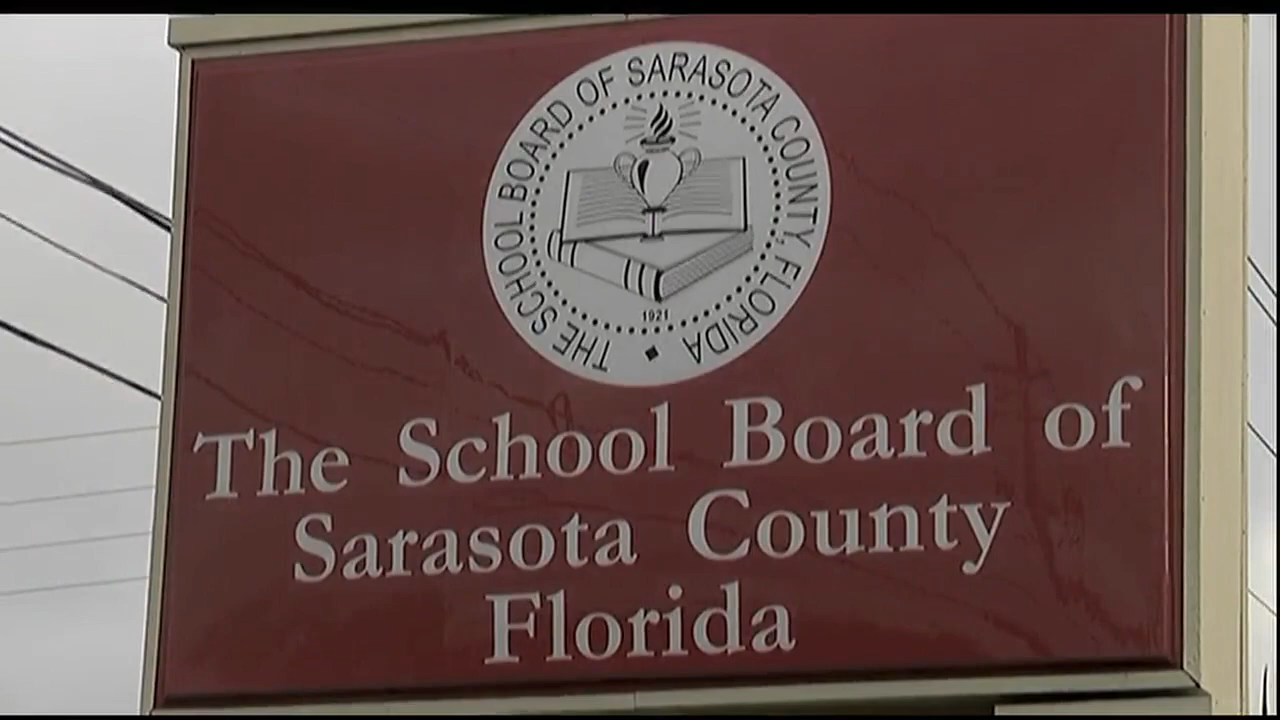 THE SCHOOL BOARD OF SARASOTA COUNTY, FLORIDA
1921
The School Board of
Sarasota County
Florida